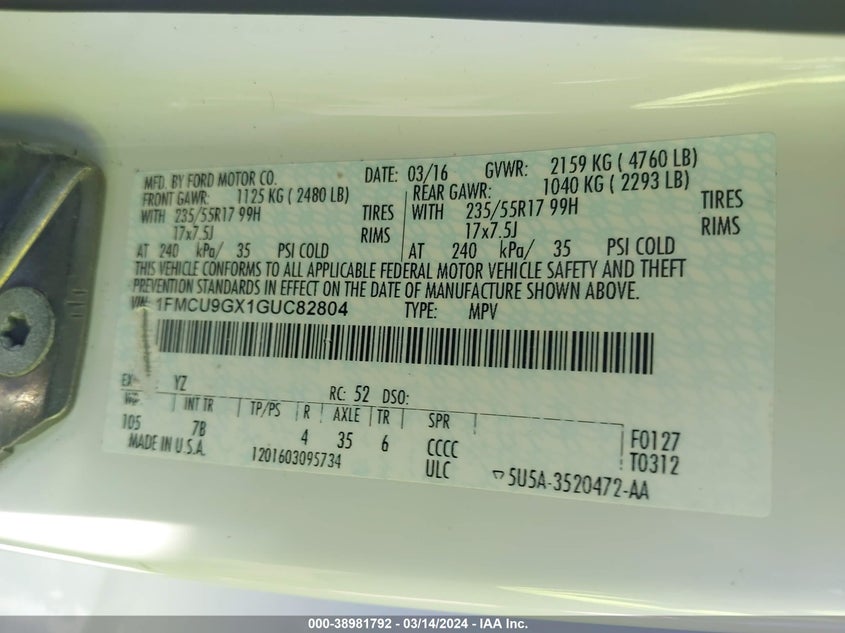 MFD. BY FORD MOTOR CO. DATE: 03/16 GVWR: 2159 KG ( 4760 LB)
FRONT GAWR: 1125 KG ( 2480 LB) REAR GAWR: 1040 KG ( 2293 LB)
WITH 235/55R17 99H TIRES WITH 235/55R17 99H TIRES
17x7.5J RIMS 17x7.5J RIMS
AT 240 kPa/ 35 PSI COLD AT 240 kPa/ 35 PSI COLD
THIS VEHICLE CONFORMS TO ALL APPLICABLE FEDERAL MOTOR VEHICLE SAFETY AND THEFT
PREVENTION STANDARDS IN EFFECT ON THE DATE OF MANUFACTURE SHOWN ABOVE.
VIN: 1FMCU9GX1GUC82804 TYPE: MPV
YZ RC: 52 DSO:
WB INT TR TP/PS R AXLE TR SPR
105 7B 4 35 6 CCCC F0127
MADE IN U.S.A. 1201603095734 ULC T0312
5U5A-3520472-AA
000-38981792 — 03/14/2024 — IAA Inc.